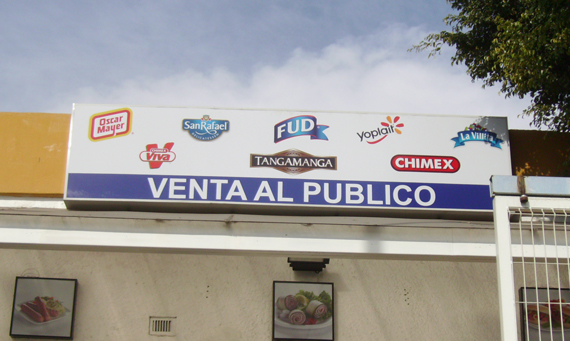 Oscar Mayer
SanRafael
FUD
yoplait
La Villita
Viva
TANGAMANGA
CHIMEX
VENTA AL PUBLICO